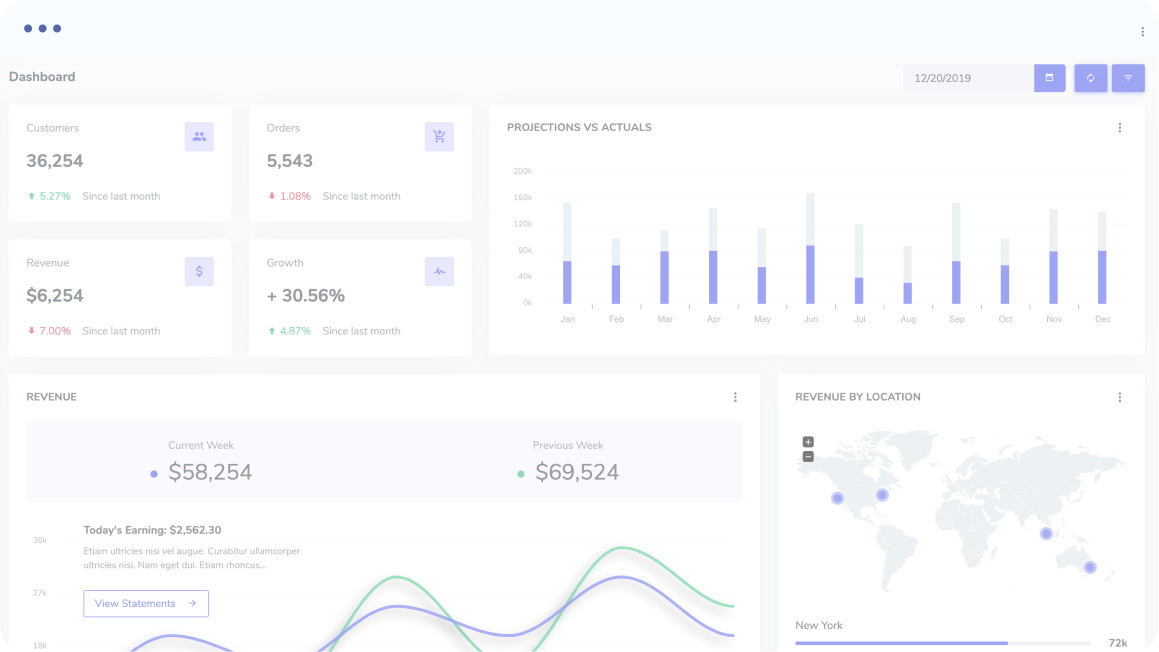 Dashboard
12/20/2019
Customers
36,254
5.27% Since last month
Orders
5,543
1.08% Since last month
Revenue
$6,254
7.00% Since last month
Growth
+ 30.56%
4.87% Since last month
PROJECTIONS VS ACTUALS
200k
160k
120k
80k
40k
0k
Jan Feb Mar Apr May Jun Jul Aug Sep Oct Nov Dec
REVENUE
Current Week
$58,254
Previous Week
$69,524
Today's Earning: $2,562.30
Etiam ultricies nisi vel augue. Curabitur ullamcorper
ultricies nisi. Nam eget dui. Etiam rhoncus...
View Statements
36k
27k
18k
REVENUE BY LOCATION
+
−
New York
72k